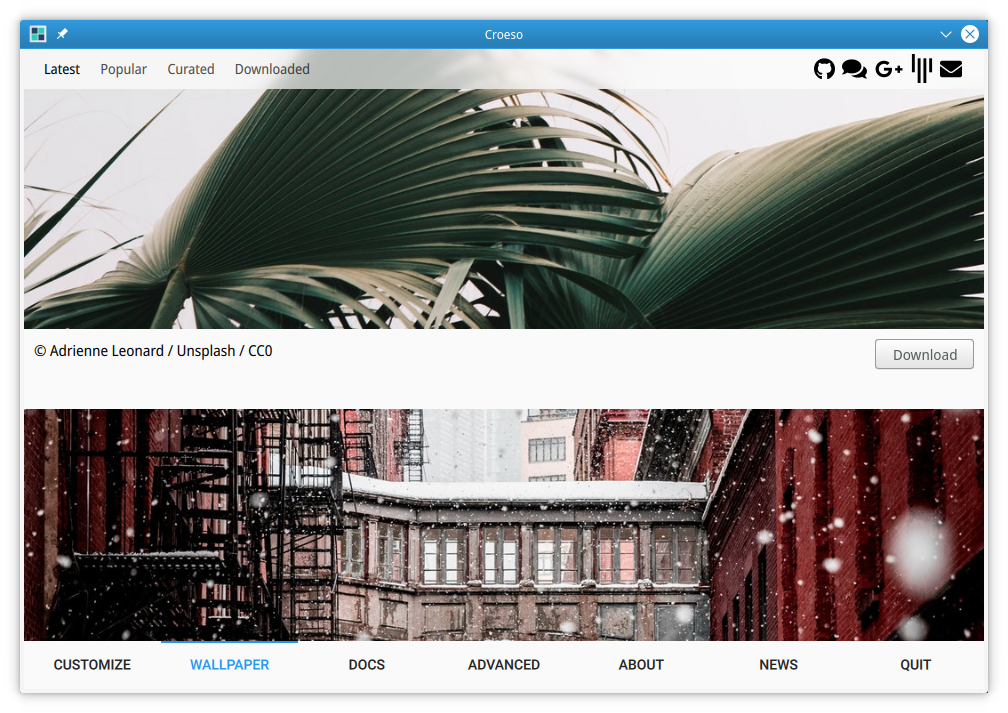 Croeso
Latest Popular Curated Downloaded G+
© Adrienne Leonard / Unsplash / CC0
Download
CUSTOMIZE WALLPAPER DOCS ADVANCED ABOUT NEWS QUIT